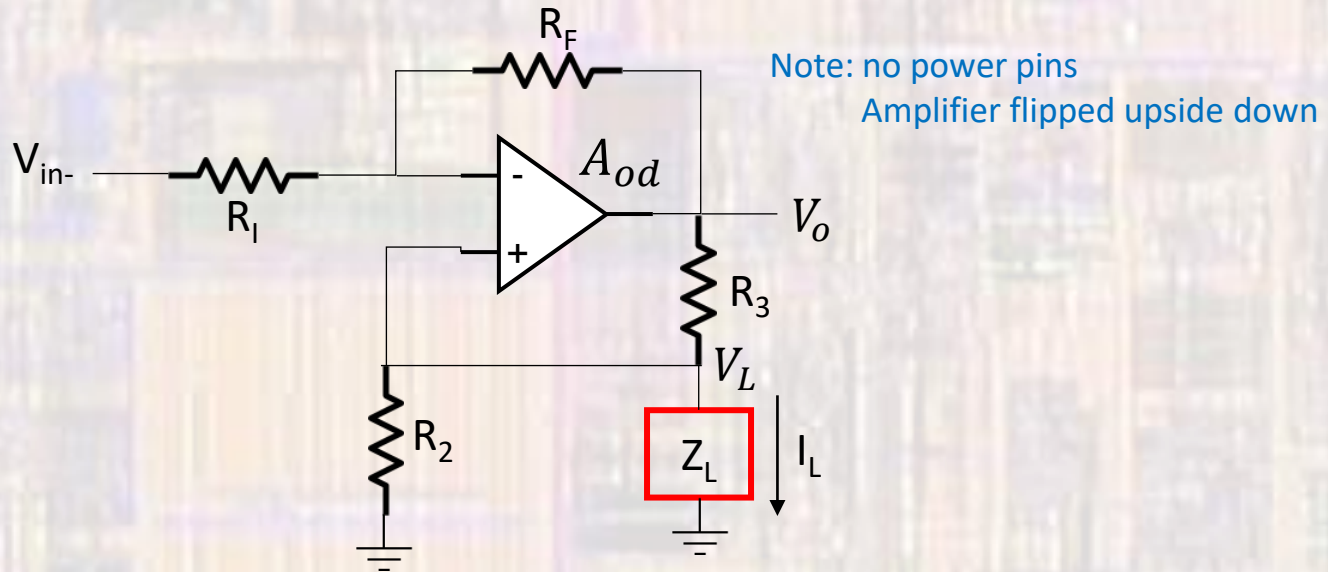 R_F
Note: no power pins
Amplifier flipped upside down
V_in-
R_I
-
A_od
+
V_o
R_3
V_L
R_2
Z_L
I_L